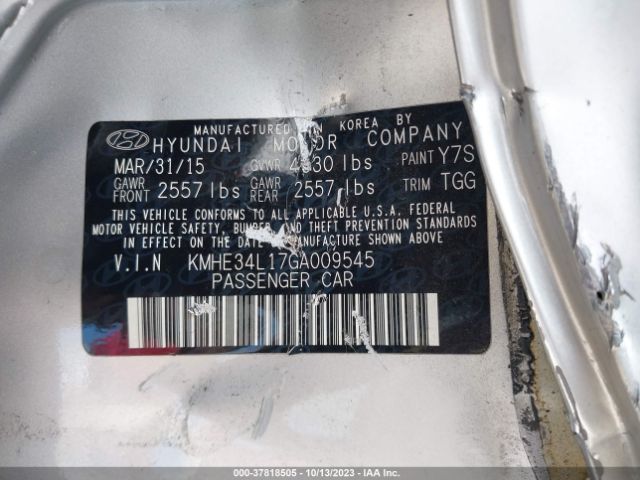 MANUFACTURED IN KOREA BY
HYUNDAI MOTOR COMPANY
MAR/31/15 GVWR lbs PAINT Y7S
GAWR FRONT 2557 lbs GAWR REAR 2557 lbs TRIM TGG
THIS VEHICLE CONFORMS TO ALL APPLICABLE U.S.A. FEDERAL
MOTOR VEHICLE SAFETY, BUMPER, AND THEFT PREVENTION STANDARDS
IN EFFECT ON THE DATE OF MANUFACTURE SHOWN ABOVE
V.I.N KMHE34L17GA009545
PASSENGER CAR
000-37818505 - 10/13/2023 - IAA Inc.